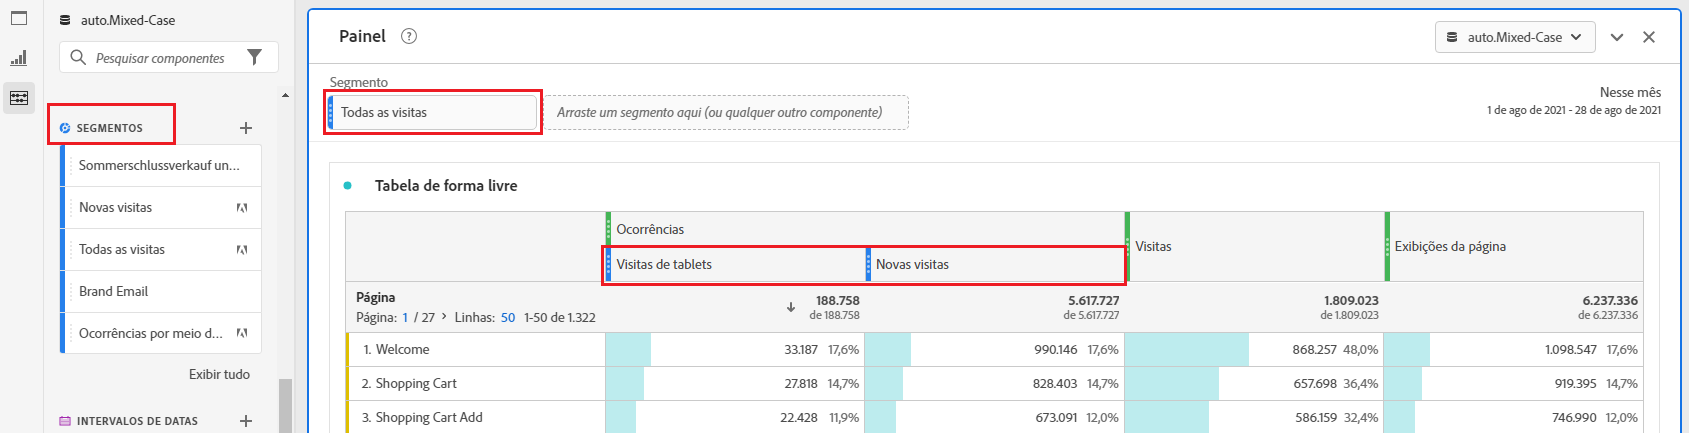 auto.Mixed-Case
Pesquisar componentes
SEGMENTOS
Sommerschlussverkauf un...
Novas visitas
Todas as visitas
Brand Email
Ocorrências por meio d...
Exibir tudo
INTERVALOS DE DATAS
Painel ?
auto.Mixed-Case
Segmento
Todas as visitas
Arraste um segmento aqui (ou qualquer outro componente)
Nesse mês
1 de ago de 2021 - 28 de ago de 2021
Tabela de forma livre
Ocorrências
Visitas
Exibições da página
Visitas de tablets
Novas visitas
Página
Página: 1 / 27 > Linhas: 50 1-50 de 1.322
188.758
de 188.758
5.617.727
de 5.617.727
1.809.023
de 1.809.023
6.237.336
de 6.237.336
1. Welcome 33.187 17,6% 990.146 17,6% 868.257 48,0% 1.098.547 17,6%
2. Shopping Cart 27.818 14,7% 828.403 14,7% 657.698 36,4% 919.395 14,7%
3. Shopping Cart Add 22.428 11,9% 673.091 12,0% 586.159 32,4% 746.990 12,0%